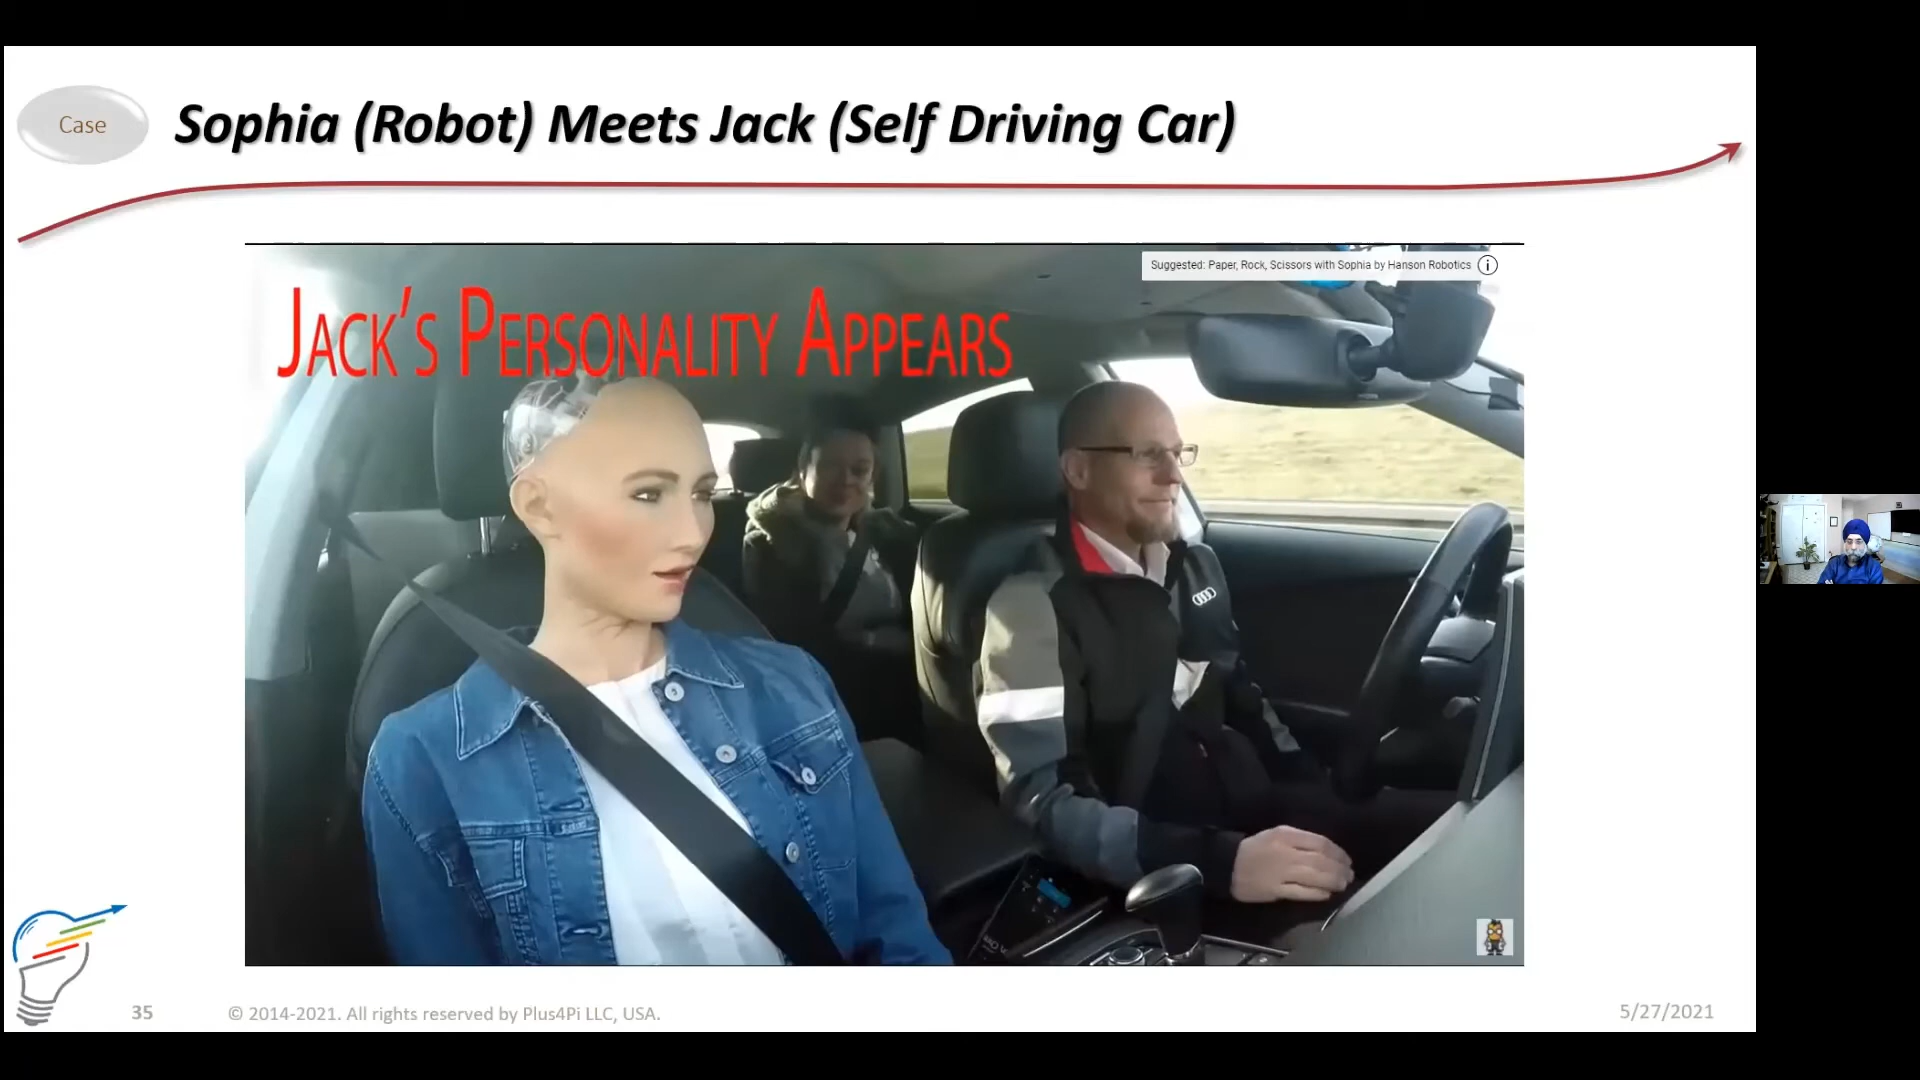 Case
Sophia (Robot) Meets Jack (Self Driving Car)
Suggested: Paper, Rock, Scissors with Sophia by Hanson Robotics
JACK'S PERSONALITY APPEARS
35
© 2014-2021. All rights reserved by Plus4Pi LLC, USA.
5/27/2021